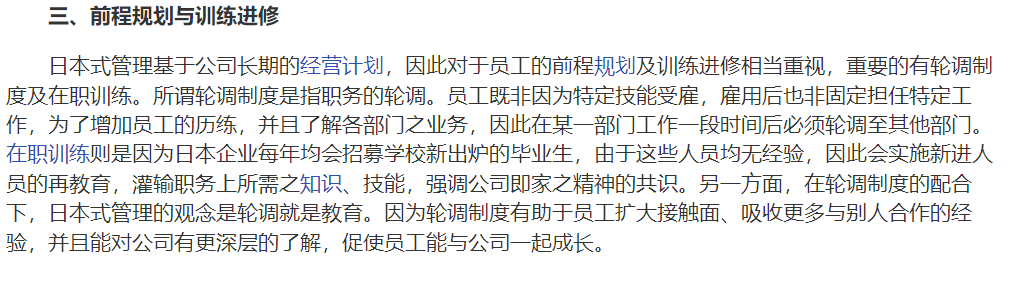 三、前程规划与训练进修
日本式管理基于公司长期的经营计划，因此对于员工的前程规划及训练进修相当重视，重要的有轮调制
度及在职训练。所谓轮调制度是指职务的轮调。员工既非因为特定技能受雇，雇用后也非固定担任特定工
作，为了增加员工的历练，并且了解各部门之业务，因此在某一部门工作一段时间后必须轮调至其他部门。
在职训练则是因为日本企业每年均会招募学校新出炉的毕业生，由于这些人员均无经验，因此会实施新进人
员的再教育，灌输职务上所需之知识、技能，强调公司即家之精神的共识。另一方面，在轮调制度的配合
下，日本式管理的观念是轮调就是教育。因为轮调制度有助于员工扩大接触面、吸收更多与别人合作的经
验，并且能对公司有更深层的了解，促使员工能与公司一起成长。